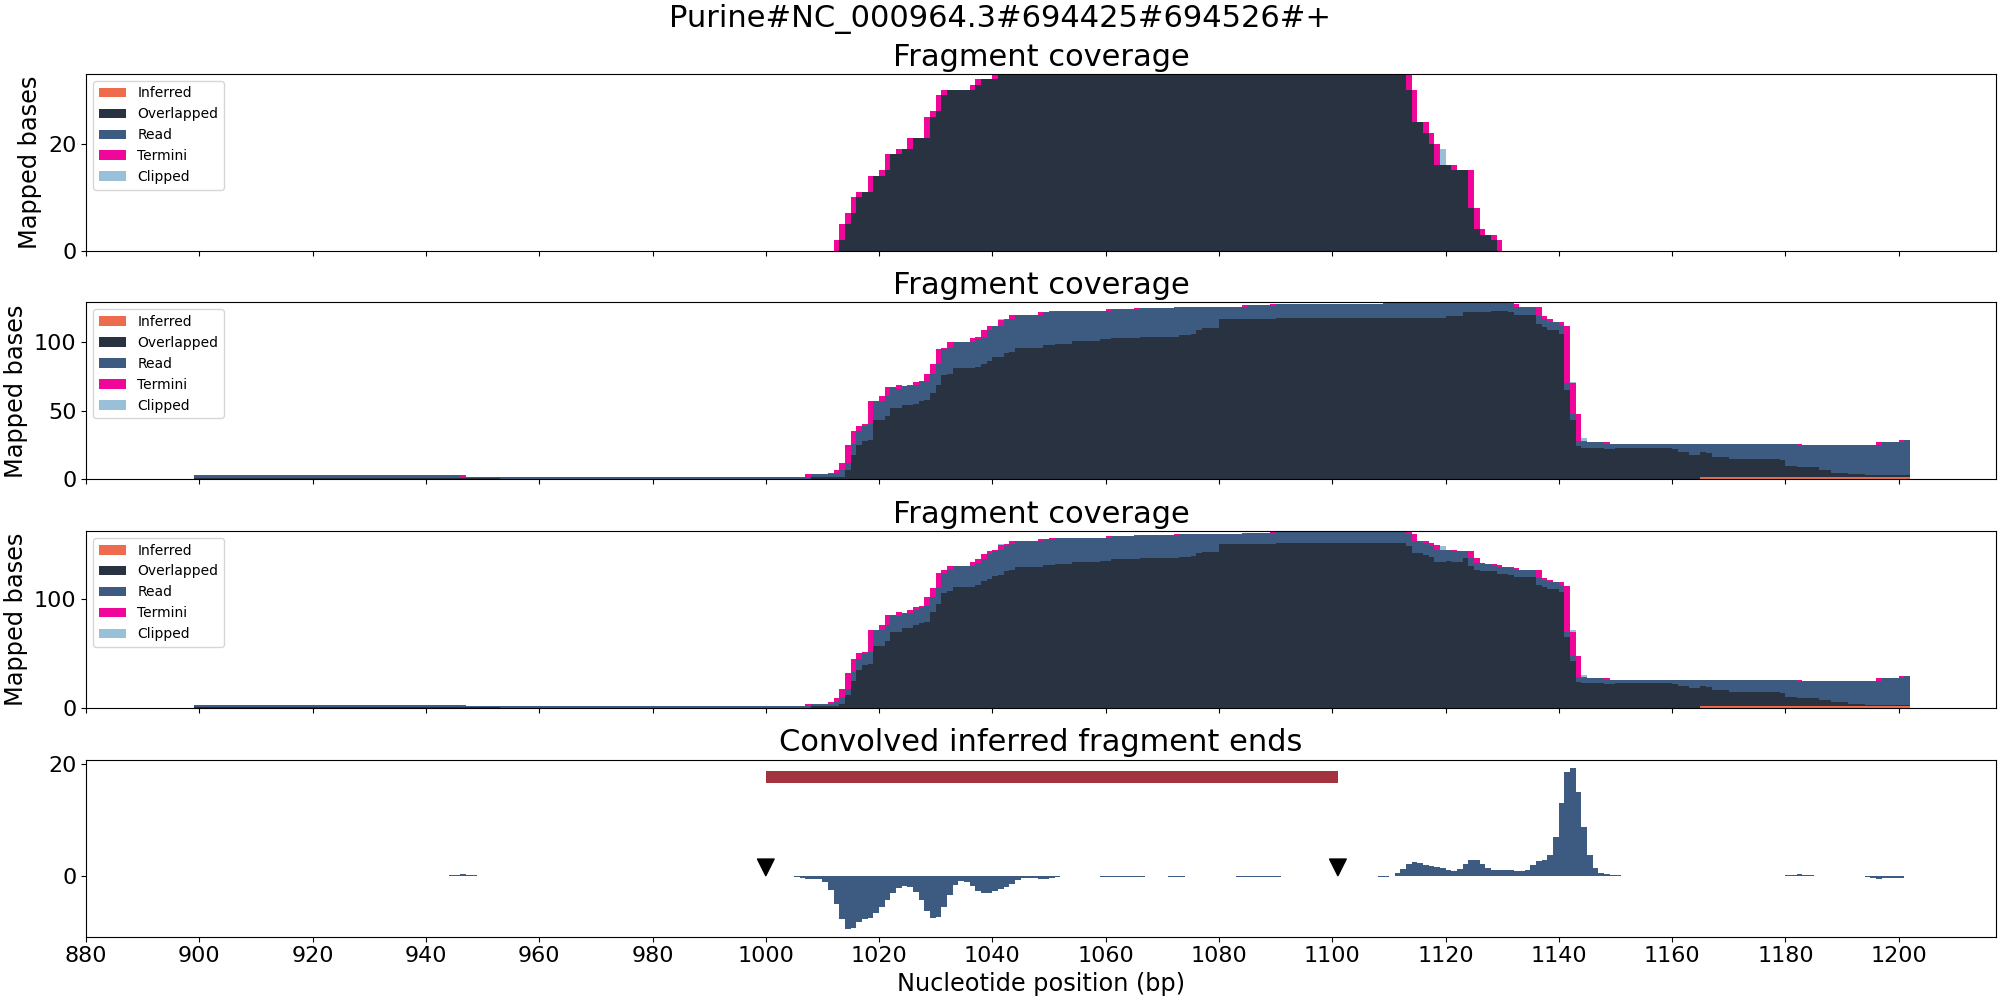 Purine#NC_000964.3#694425#694526#+
Fragment coverage
Mapped bases
20
0
Inferred
Overlapped
Read
Termini
Clipped
Fragment coverage
Mapped bases
100
50
0
Inferred
Overlapped
Read
Termini
Clipped
Fragment coverage
Mapped bases
100
0
Inferred
Overlapped
Read
Termini
Clipped
Convolved inferred fragment ends
20
0
880 900 920 940 960 980 1000 1020 1040 1060 1080 1100 1120 1140 1160 1180 1200
Nucleotide position (bp)